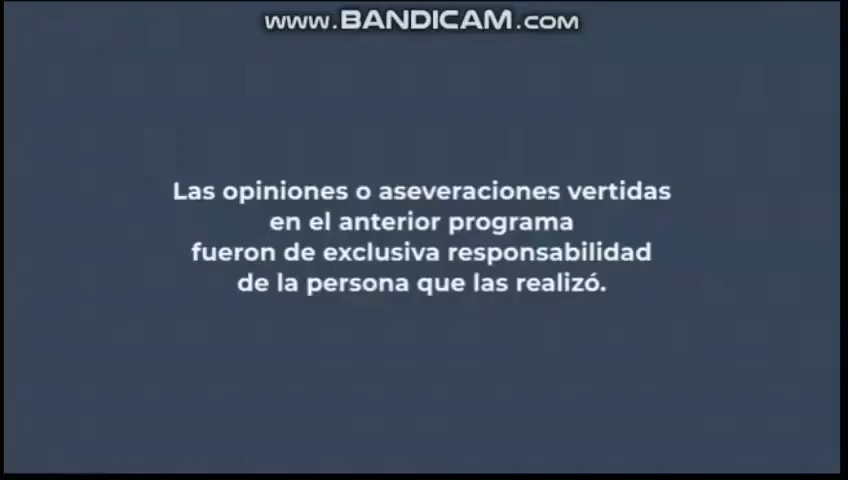 www.BANDICAM.com
Las opiniones o aseveraciones vertidas
en el anterior programa
fueron de exclusiva responsabilidad
de la persona que las realizó.